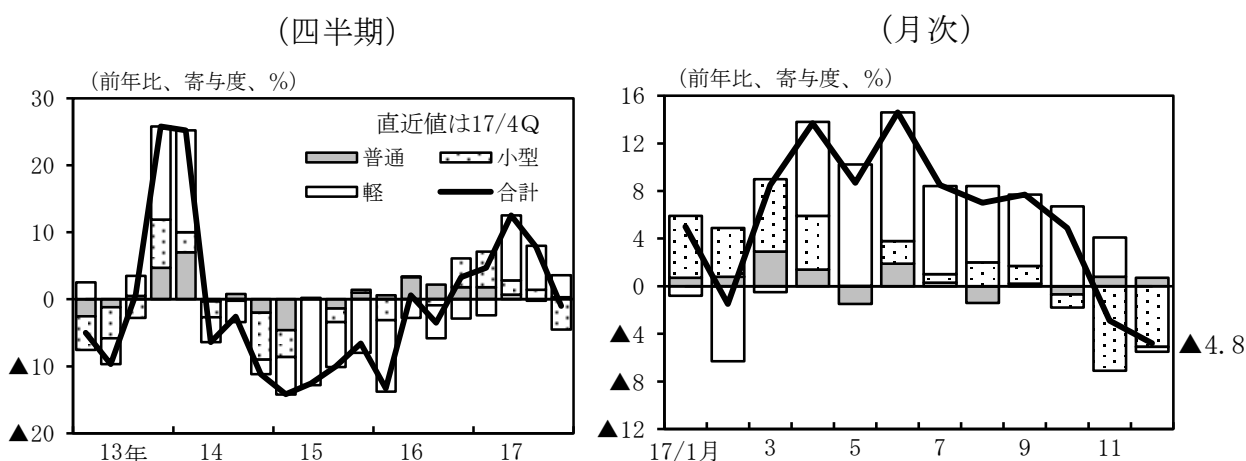 (四半期)
(前年比、寄与度、%)
30
20
10
0
▲10
▲20
直近値は17/4Q
普通
小型
軽
合計
13年
14
15
16
17
(月次)
(前年比、寄与度、%)
16
12
8
4
0
▲4
▲8
▲12
▲4.8
17/1月
3
5
7
9
11